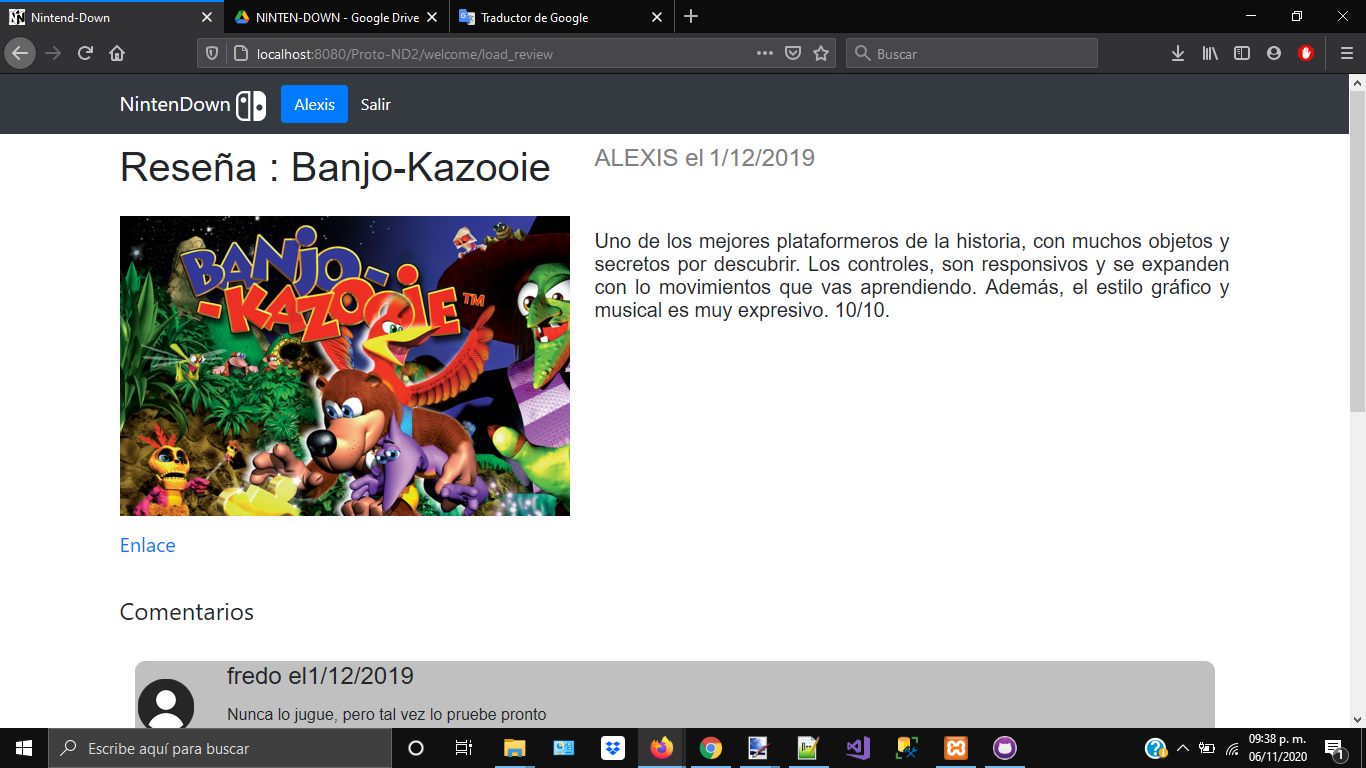 Nintend-Down
NINTEN-DOWN - Google Drive
Traductor de Google
localhost:8080/Proto-ND2/welcome/load_review
Buscar
NintenDown
Alexis
Salir
Reseña : Banjo-Kazooie
ALEXIS el 1/12/2019
BANJO-
-KAZOOIE™
Uno de los mejores plataformeros de la historia, con muchos objetos y
secretos por descubrir. Los controles, son responsivos y se expanden
con lo movimientos que vas aprendiendo. Además, el estilo gráfico y
musical es muy expresivo. 10/10.
Enlace
Comentarios
fredo el1/12/2019
Nunca lo jugue, pero tal vez lo pruebe pronto
Escribe aquí para buscar
09:38 p. m.
06/11/2020
1